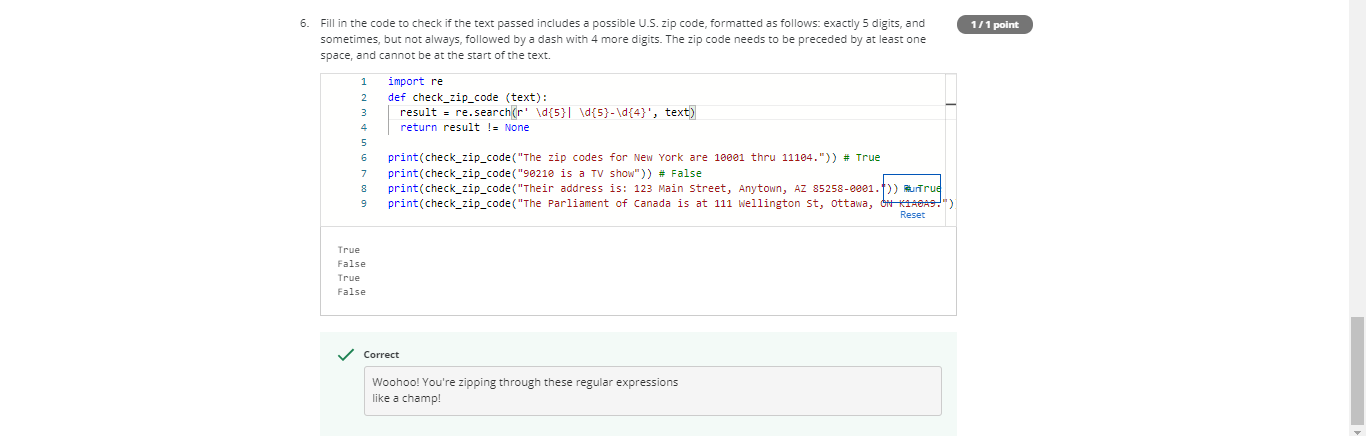 6. Fill in the code to check if the text passed includes a possible U.S. zip code, formatted as follows: exactly 5 digits, and
1 / 1 point
sometimes, but not always, followed by a dash with 4 more digits. The zip code needs to be preceded by at least one
space, and cannot be at the start of the text.
1 import re
2 def check_zip_code (text):
3 result = re.search(r' \d{5}| \d{5}-\d{4}', text)
4 return result != None
5
6 print(check_zip_code("The zip codes for New York are 10001 thru 11104.")) # True
7 print(check_zip_code("90210 is a TV show")) # False
8 print(check_zip_code("Their address is: 123 Main Street, Anytown, AZ 85258-0001.")) # True
Run
9 print(check_zip_code("The Parliament of Canada is at 111 Wellington St, Ottawa, ON K1A0A9.")
Reset
True
False
True
False
Correct
Woohoo! You're zipping through these regular expressions
like a champ!